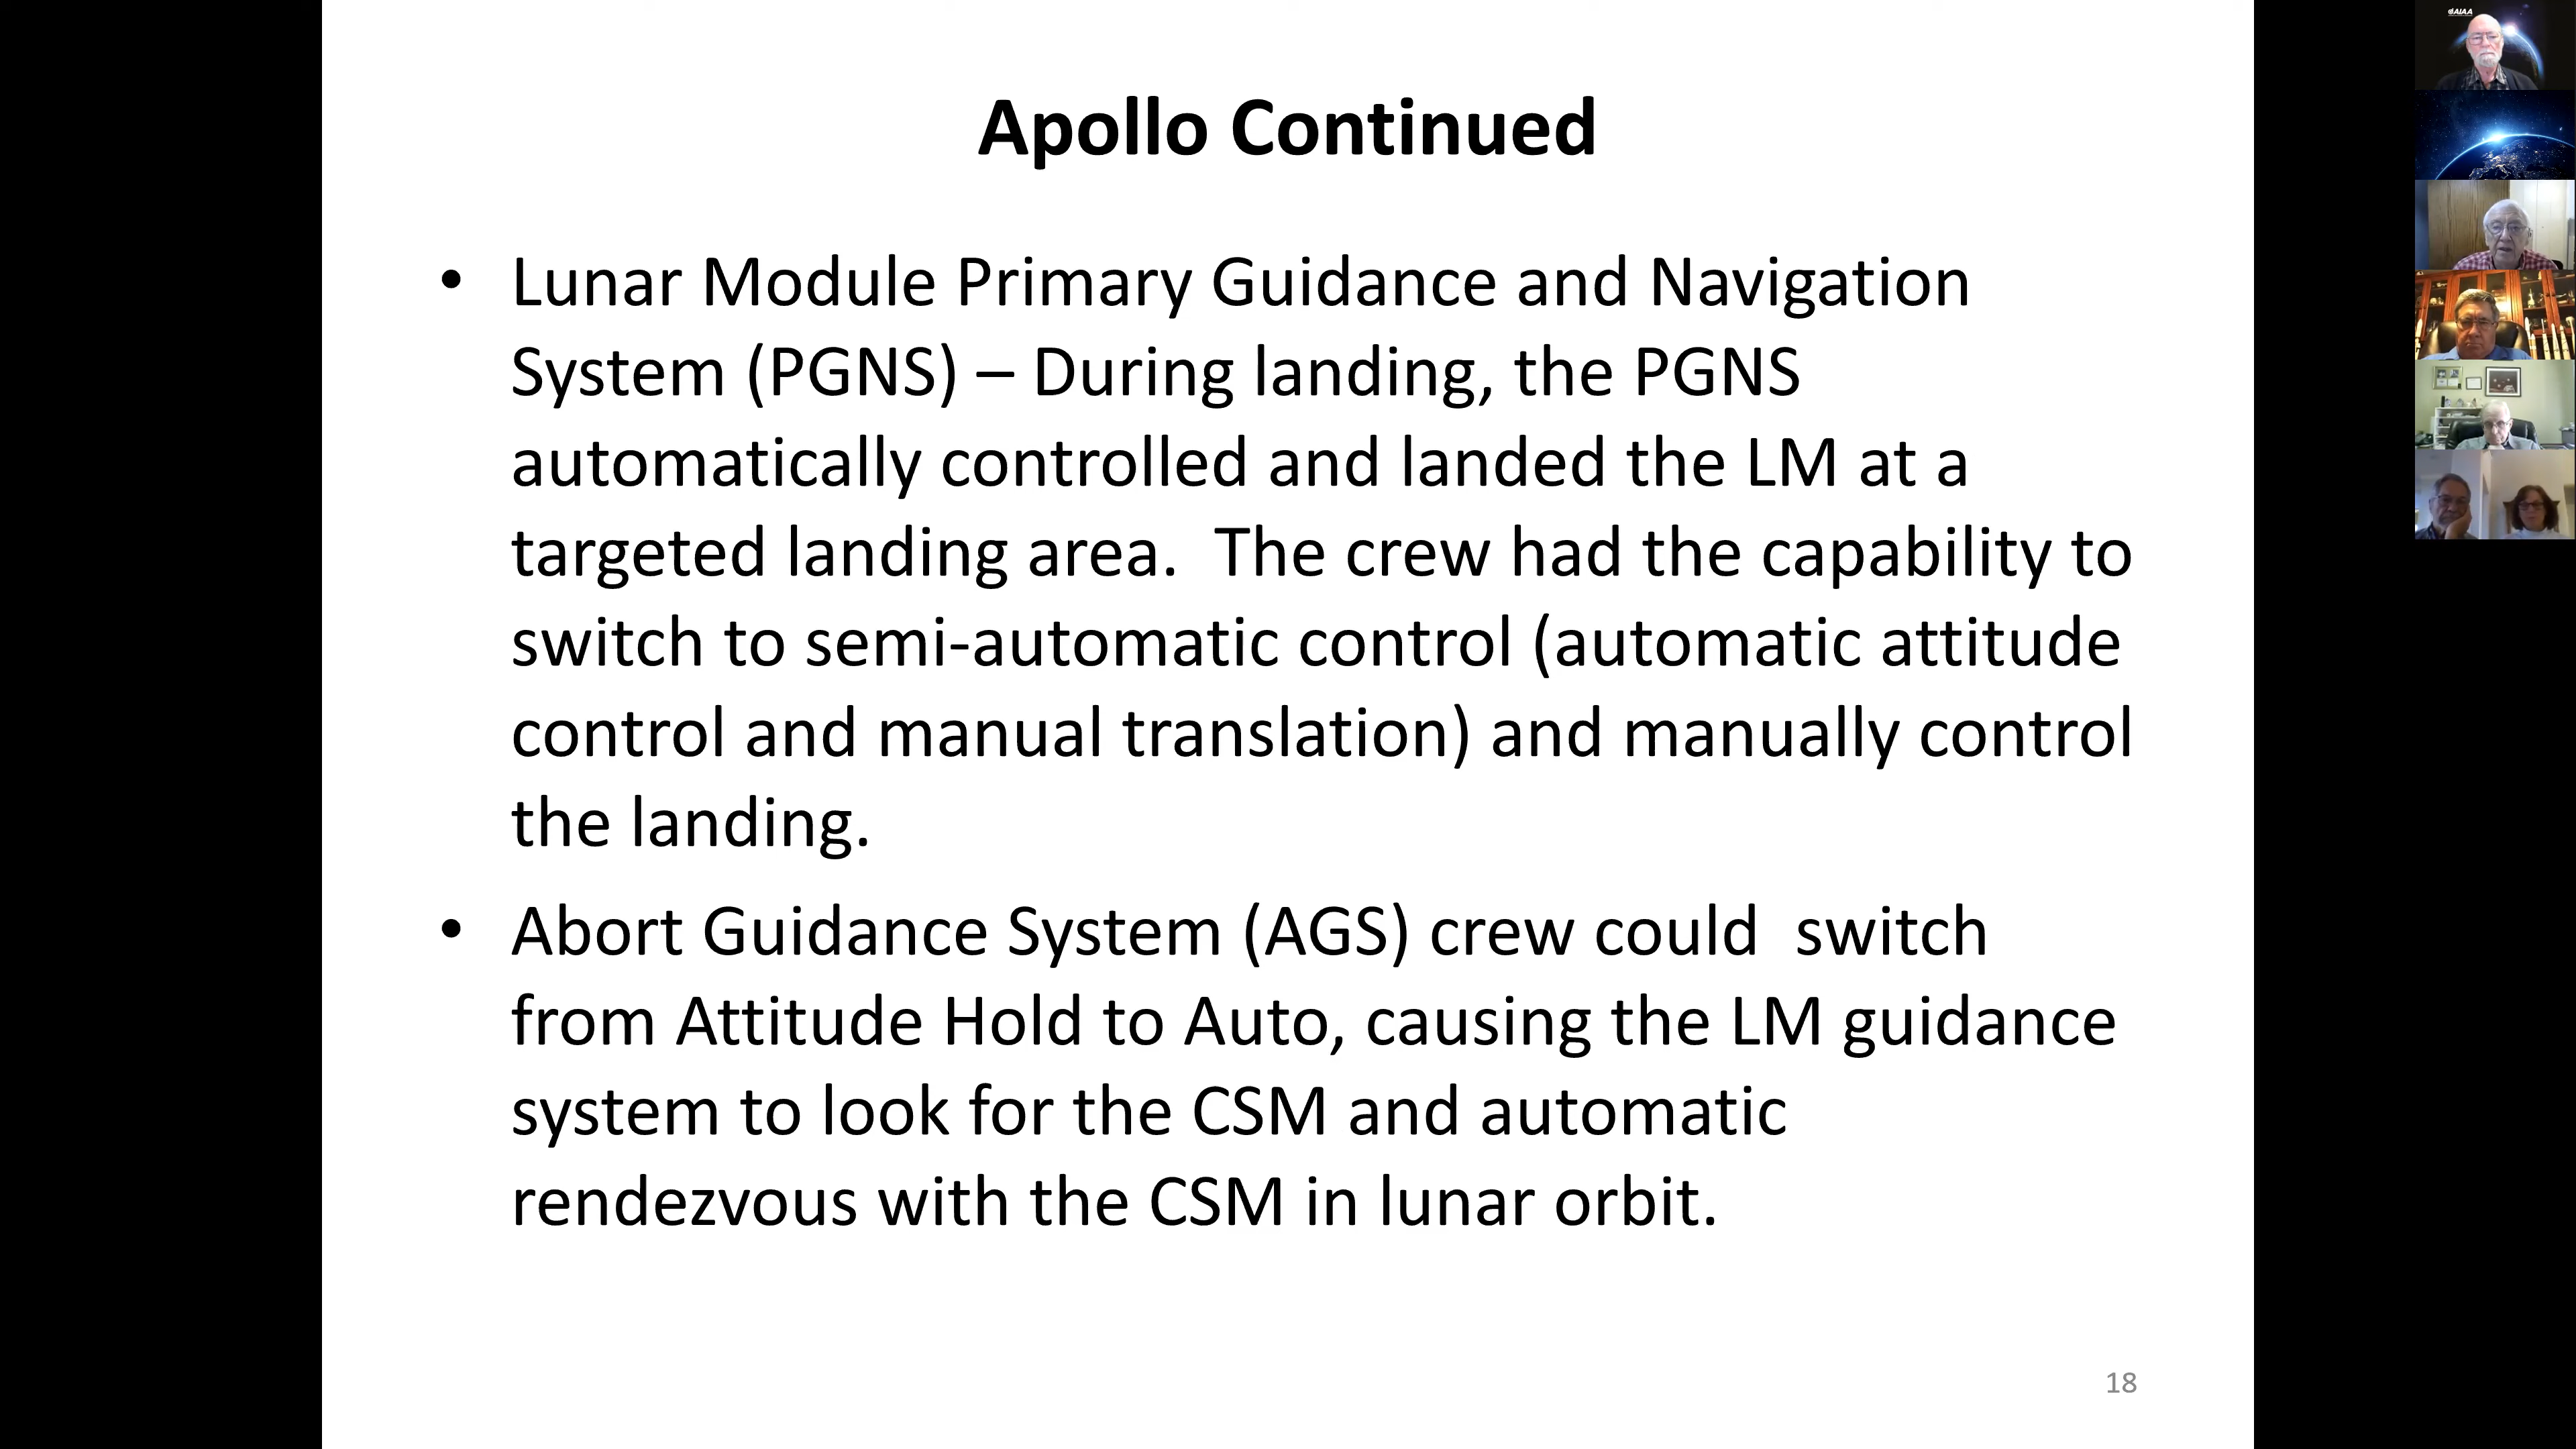 Apollo Continued
• Lunar Module Primary Guidance and Navigation
System (PGNS) – During landing, the PGNS
automatically controlled and landed the LM at a
targeted landing area.  The crew had the capability to
switch to semi-automatic control (automatic attitude
control and manual translation) and manually control
the landing.
• Abort Guidance System (AGS) crew could  switch
from Attitude Hold to Auto, causing the LM guidance
system to look for the CSM and automatic
rendezvous with the CSM in lunar orbit.
18
AIAA